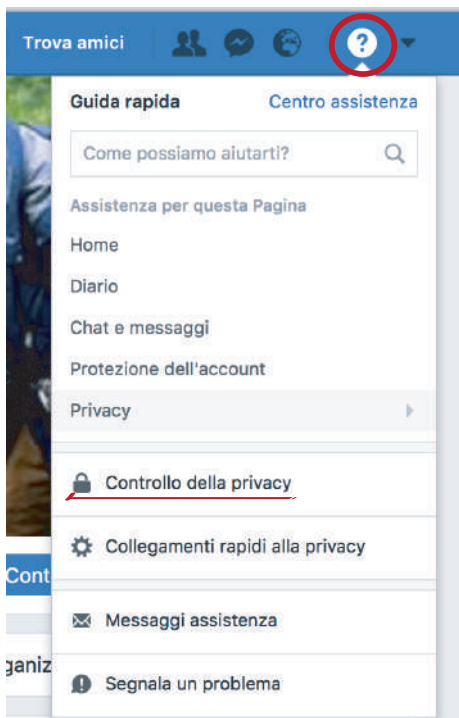 Trova amici
?
Guida rapida Centro assistenza
Come possiamo aiutarti?
Assistenza per questa Pagina
Home
Diario
Chat e messaggi
Protezione dell'account
Privacy
Controllo della privacy
Collegamenti rapidi alla privacy
Cont
Messaggi assistenza
ganiz
Segnala un problema